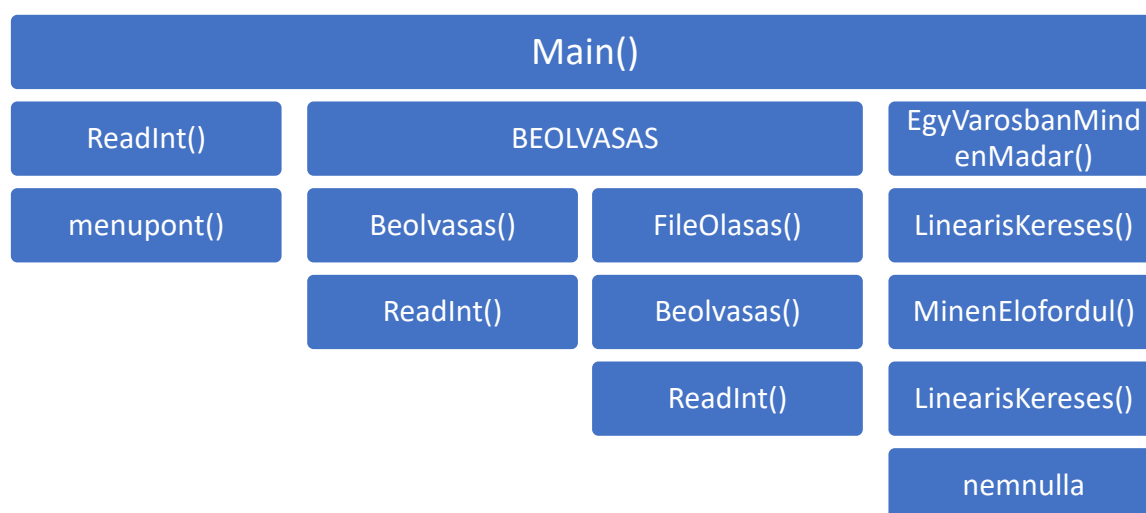 Main()
ReadInt()
BEOLVASAS
EgyVarosbanMind
enMadar()
menupont()
Beolvasas()
FileOlasas()
LinearisKereses()
ReadInt()
Beolvasas()
MinenElofordul()
ReadInt()
LinearisKereses()
nemnulla